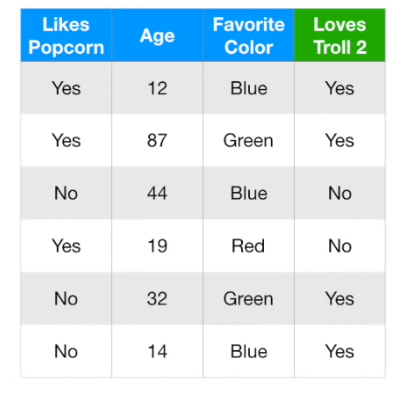 Likes Popcorn Age Favorite Color Loves Troll 2
Yes 12 Blue Yes
Yes 87 Green Yes
No 44 Blue No
Yes 19 Red No
No 32 Green Yes
No 14 Blue Yes